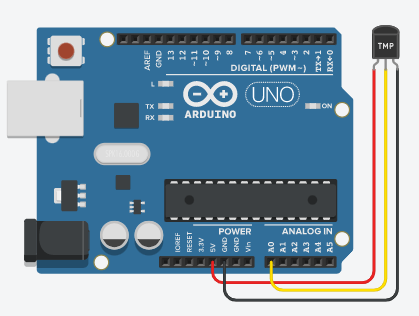 TMP
AREF
GND
13
12
~11
~10
~9
8
7
~6
~5
4
~3
2
TX→1
RX←0
DIGITAL (PWM~)
L
TX
RX
ARDUINO
UNO
ON
IOREF
RESET
3.3V
5V
GND
GND
Vin
POWER
ANALOG IN
A0
A1
A2
A3
A4
A5